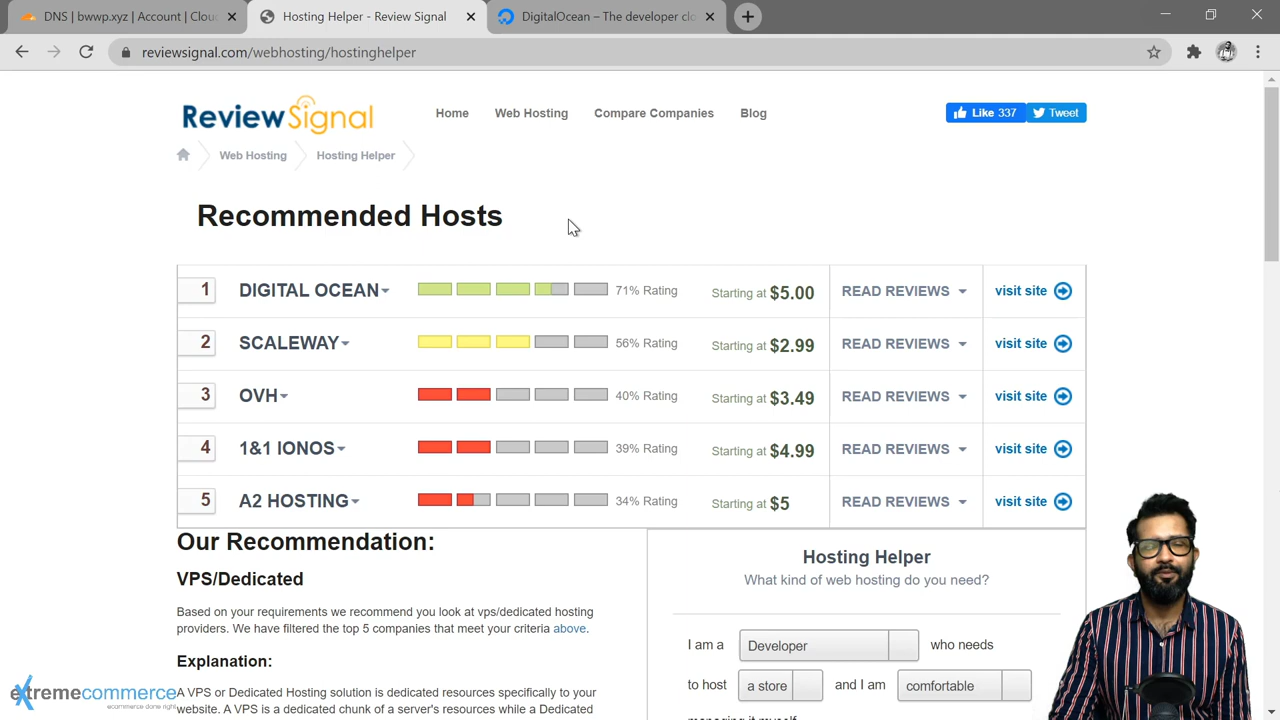 DNS | bwwp.xyz | Account | Clou
Hosting Helper - Review Signal
DigitalOcean – The developer clo
reviewsignal.com/webhosting/hostinghelper
ReviewSignal
Home
Web Hosting
Compare Companies
Blog
Like 337
Tweet
Web Hosting
Hosting Helper
Recommended Hosts
1 DIGITAL OCEAN 71% Rating Starting at $5.00 READ REVIEWS visit site
2 SCALEWAY 56% Rating Starting at $2.99 READ REVIEWS visit site
3 OVH 40% Rating Starting at $3.49 READ REVIEWS visit site
4 1&1 IONOS 39% Rating Starting at $4.99 READ REVIEWS visit site
5 A2 HOSTING 34% Rating Starting at $5 READ REVIEWS visit site
Our Recommendation:
VPS/Dedicated
Based on your requirements we recommend you look at vps/dedicated hosting
providers. We have filtered the top 5 companies that meet your criteria above.
Explanation:
A VPS or Dedicated Hosting solution is dedicated resources specifically to your
website. A VPS is a dedicated chunk of a server's resources while a Dedicated
Hosting Helper
What kind of web hosting do you need?
I am a Developer who needs
to host a store and I am comfortable
managing it myself
extremecommerce
ecommerce done right